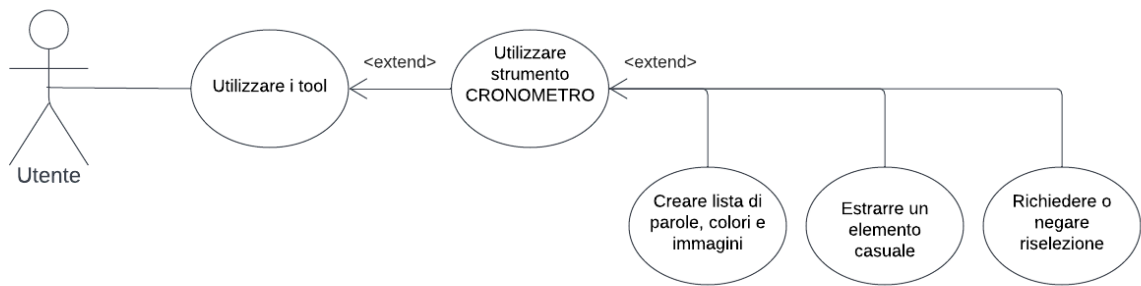 Utente
Utilizzare i tool
<extend>
Utilizzare
strumento
CRONOMETRO
<extend>
Creare lista di
parole, colori e
immagini
Estrarre un
elemento
casuale
Richiedere o
negare
riselezione